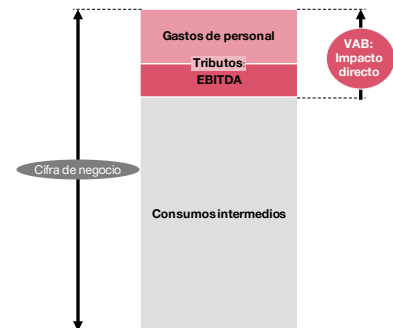 Gastos de personal
Tributos:
EBITDA
VAB:
Impacto
directo
Cifra de negocio
Consumos intermedios